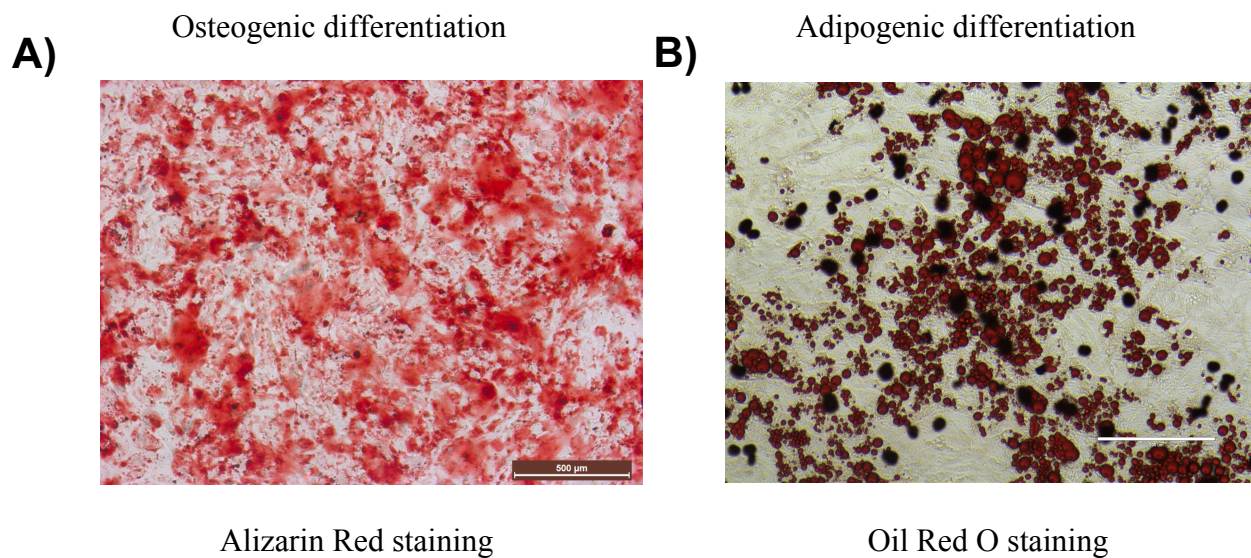 Osteogenic differentiation
Adipogenic differentiation
A)
B)
500 µm
Alizarin Red staining
Oil Red O staining